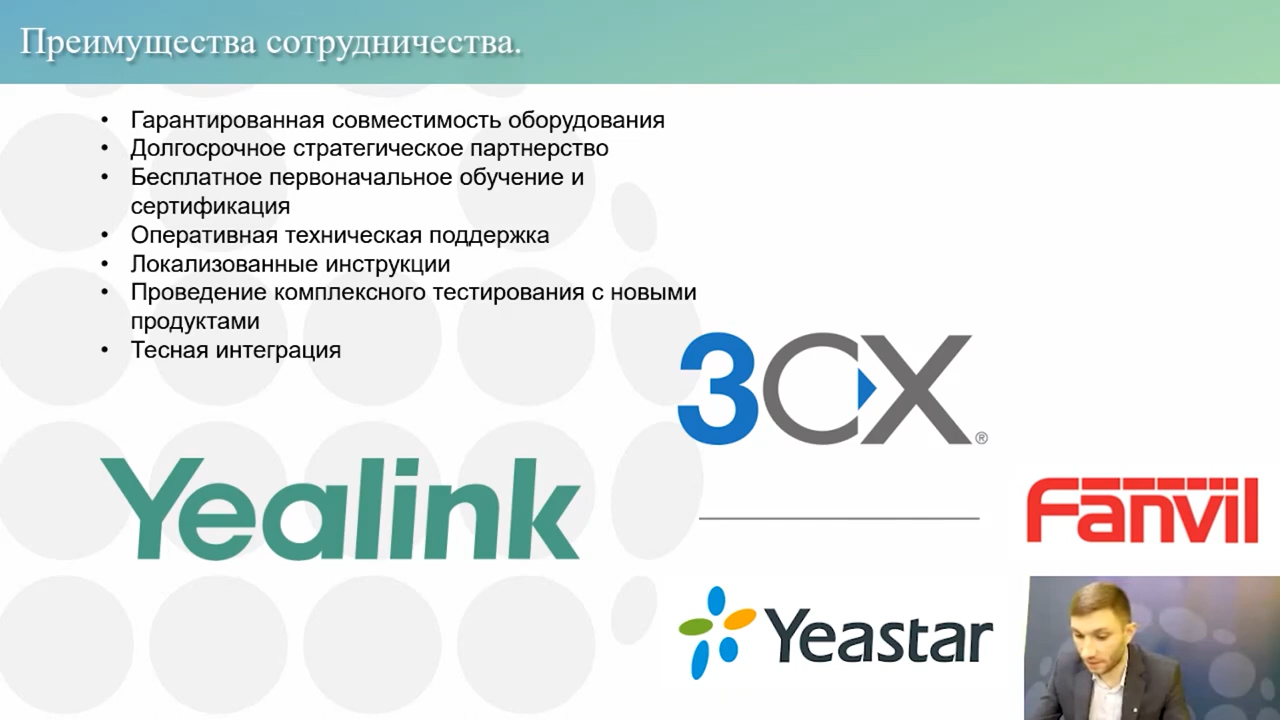 Преимущества сотрудничества.
• Гарантированная совместимость оборудования
• Долгосрочное стратегическое партнерство
• Бесплатное первоначальное обучение и
сертификация
• Оперативная техническая поддержка
• Локализованные инструкции
• Проведение комплексного тестирования с новыми
продуктами
• Тесная интеграция
3CX®
Yealink
Fanvil
Yeastar